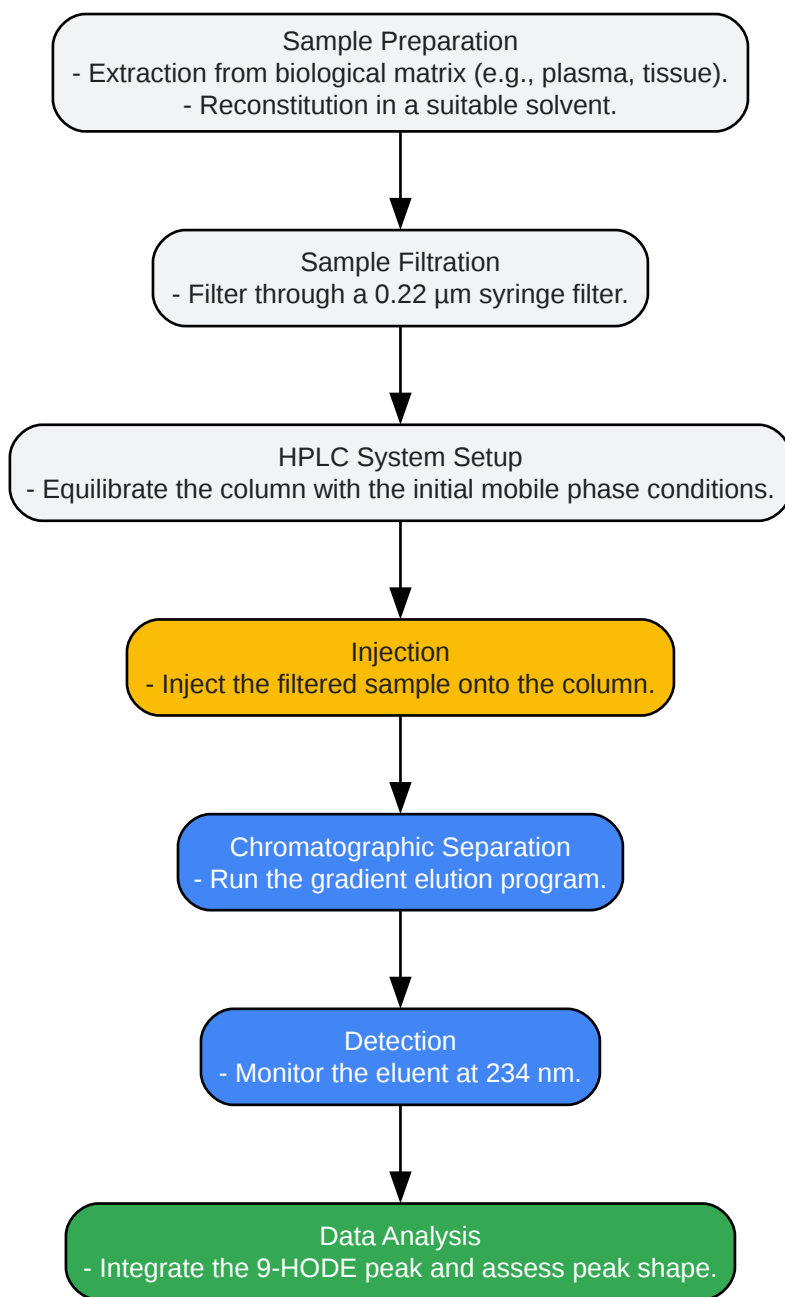 Sample Preparation
- Extraction from biological matrix (e.g., plasma, tissue).
- Reconstitution in a suitable solvent.
Sample Filtration
- Filter through a 0.22 µm syringe filter.
HPLC System Setup
- Equilibrate the column with the initial mobile phase conditions.
Injection
- Inject the filtered sample onto the column.
Chromatographic Separation
- Run the gradient elution program.
Detection
- Monitor the eluent at 234 nm.
Data Analysis
- Integrate the 9-HODE peak and assess peak shape.